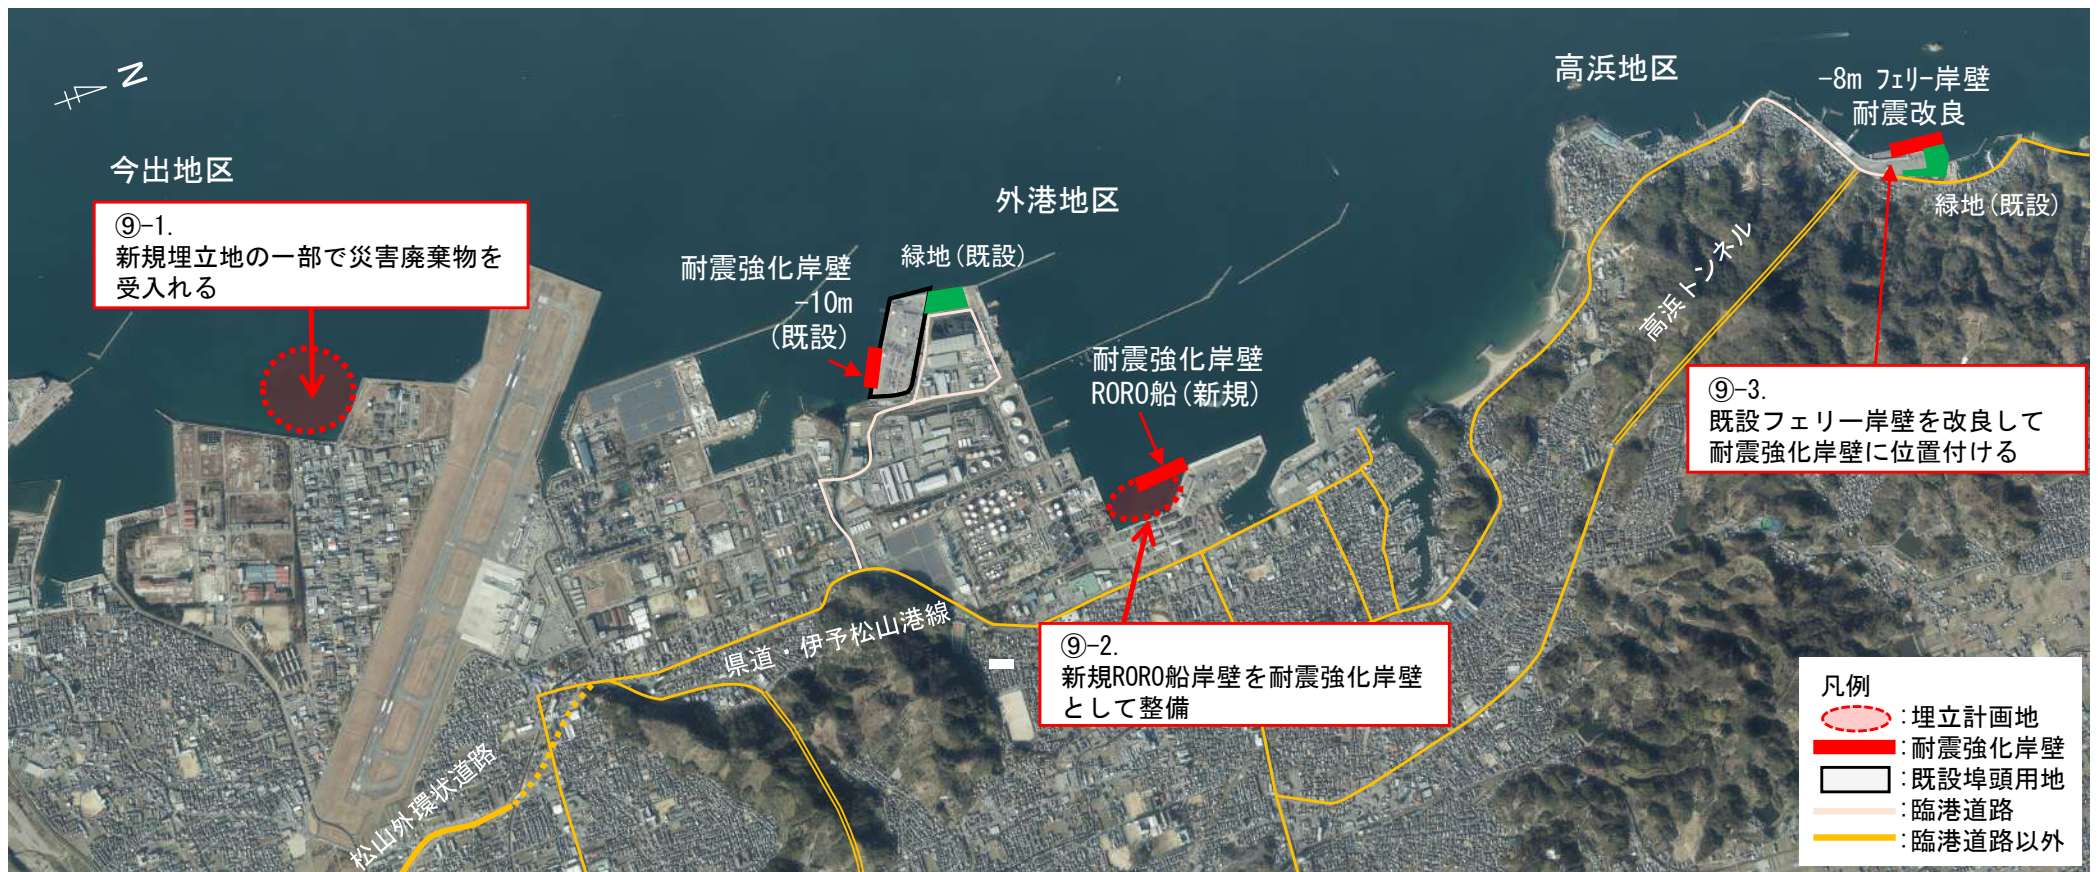 N
今出地区
⑨-1.
新規埋立地の一部で災害廃棄物を
受入れる
外港地区
緑地(既設)
耐震強化岸壁
-10m
(既設)
耐震強化岸壁
RORO船(新規)
高浜地区
-8m フェリー岸壁
耐震改良
緑地(既設)
高浜トンネル
⑨-3.
既設フェリー岸壁を改良して
耐震強化岸壁に位置付ける
⑨-2.
新規RORO船岸壁を耐震強化岸壁
として整備
県道・伊予松山港線
松山外環状道路
凡例
:埋立計画地
:耐震強化岸壁
:既設埠頭用地
:臨港道路
:臨港道路以外